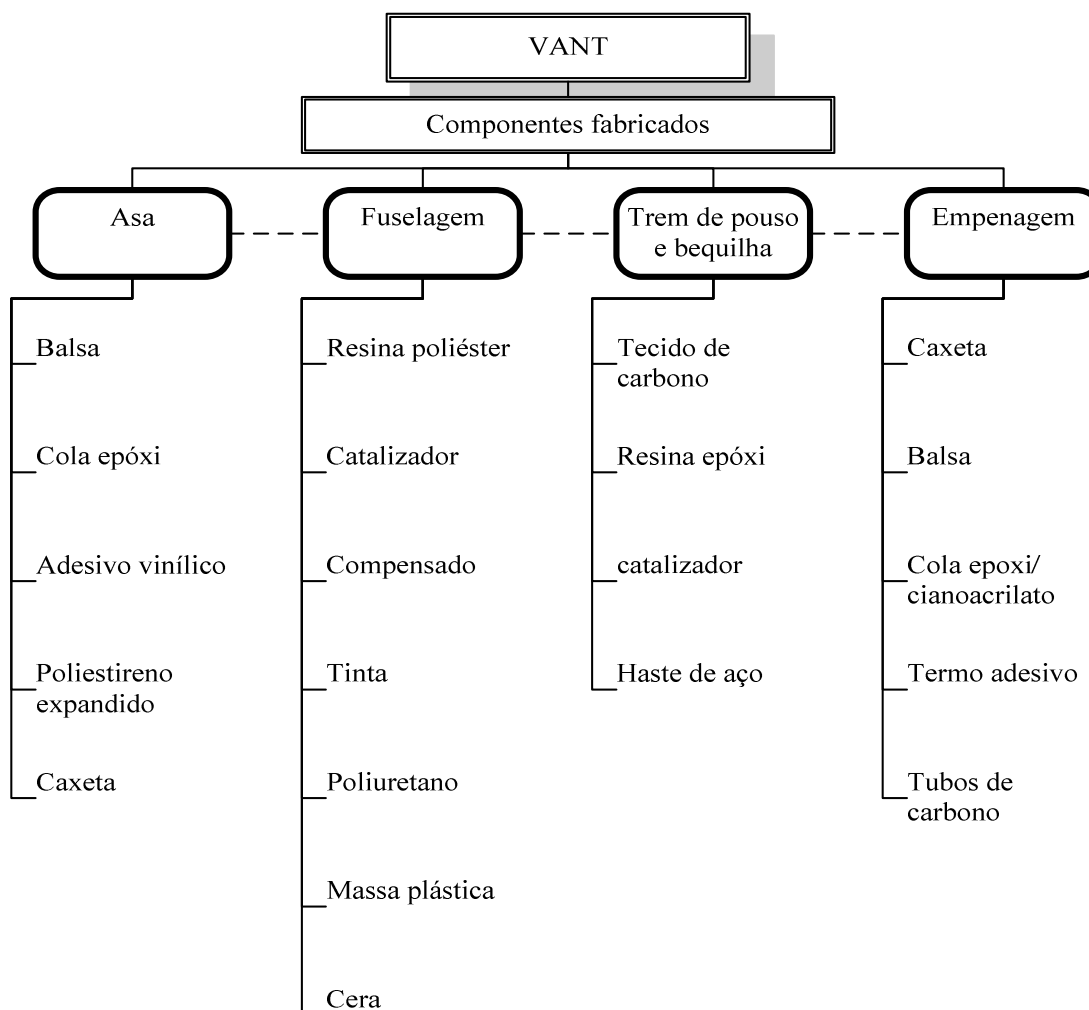 VANT
Componentes fabricados
Asa
Fuselagem
Trem de pouso
e bequilha
Empenagem
Balsa
Cola epóxi
Adesivo vinílico
Poliestireno
expandido
Caxeta
Resina poliéster
Catalizador
Compensado
Tinta
Poliuretano
Massa plástica
Cera
Tecido de
carbono
Resina epóxi
catalizador
Haste de aço
Caxeta
Balsa
Cola epoxi/
cianoacrilato
Termo adesivo
Tubos de
carbono